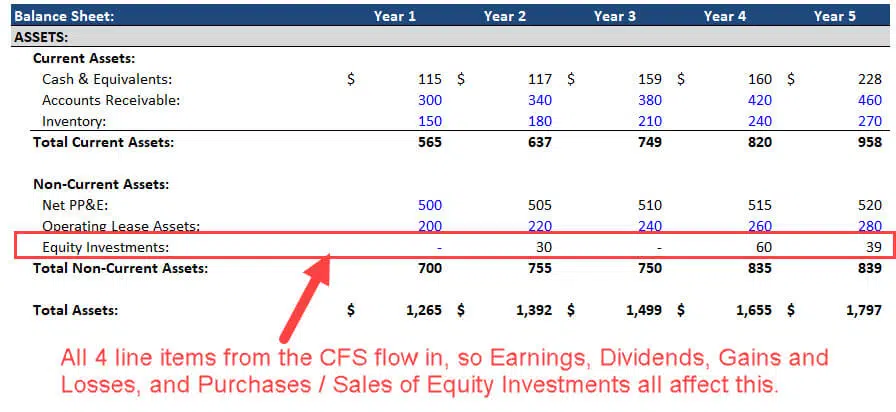 Balance Sheet: Year 1 Year 2 Year 3 Year 4 Year 5
ASSETS:
Current Assets:
Cash & Equivalents: $ 115 $ 117 $ 159 $ 160 $ 228
Accounts Receivable: 300 340 380 420 460
Inventory: 150 180 210 240 270
Total Current Assets: 565 637 749 820 958
Non-Current Assets:
Net PP&E: 500 505 510 515 520
Operating Lease Assets: 200 220 240 260 280
Equity Investments: - 30 - 60 39
Total Non-Current Assets: 700 755 750 835 839
Total Assets: $ 1,265 $ 1,392 $ 1,499 $ 1,655 $ 1,797
All 4 line items from the CFS flow in, so Earnings, Dividends, Gains and
Losses, and Purchases / Sales of Equity Investments all affect this.